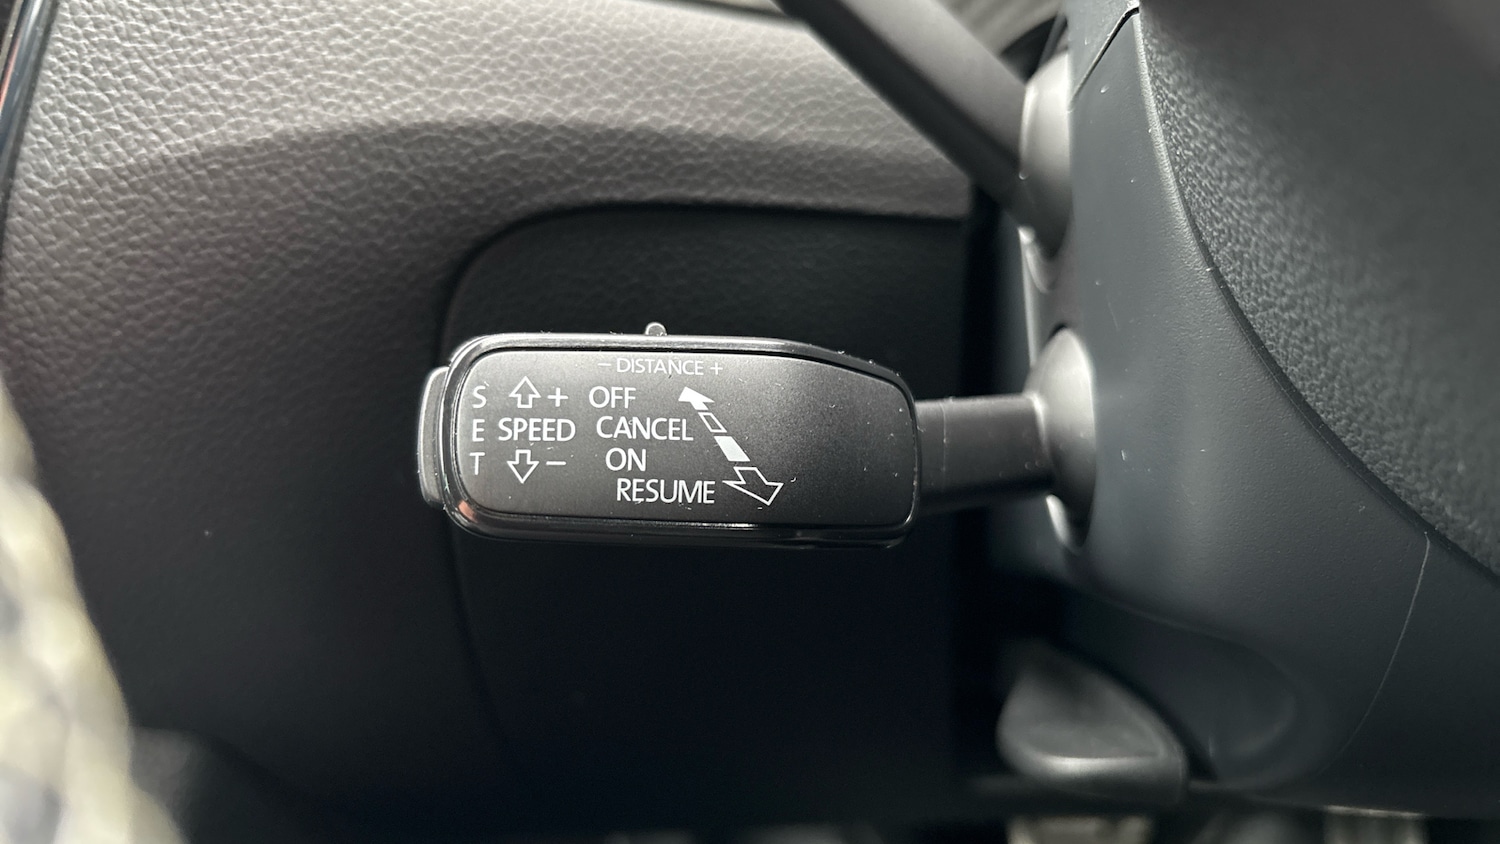 − DISTANCE +
S + OFF
E SPEED CANCEL
T − ON
RESUME